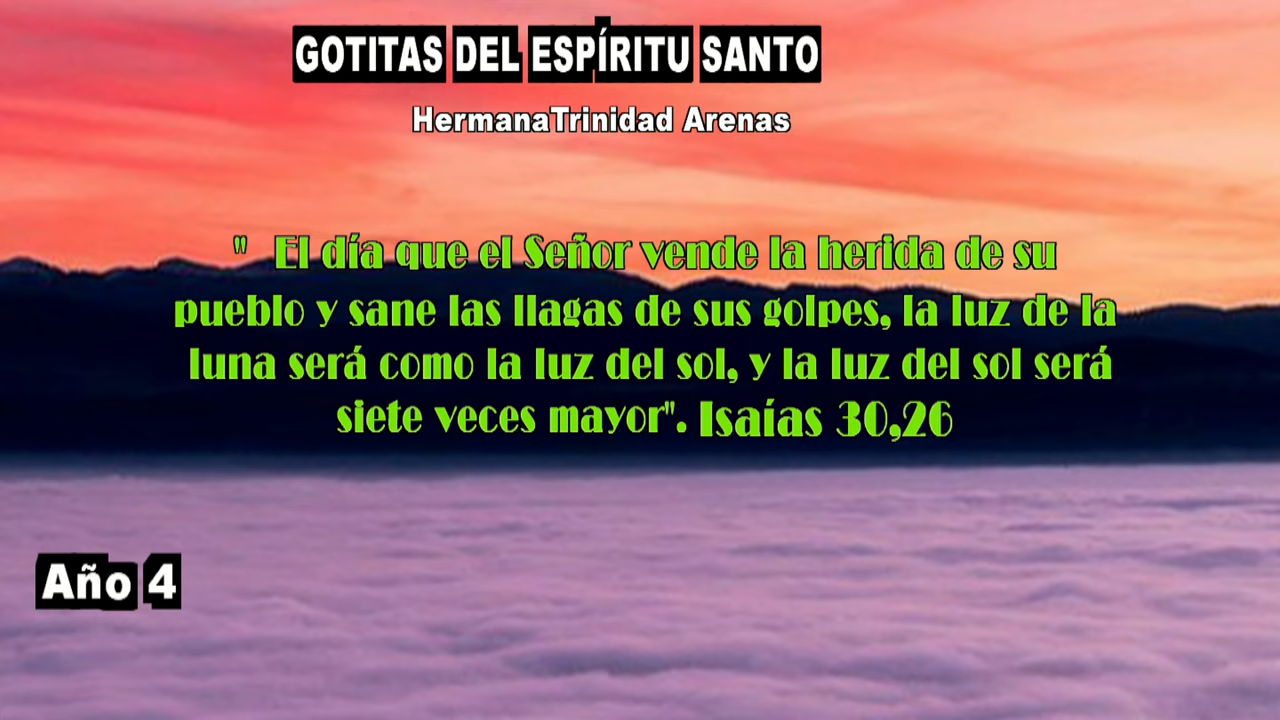 GOTITAS DEL ESPÍRITU SANTO
HermanaTrinidad Arenas
" El día que el Señor vende la herida de su
pueblo y sane las llagas de sus golpes, la luz de la
luna será como la luz del sol, y la luz del sol será
siete veces mayor". Isaías 30,26
Año 4